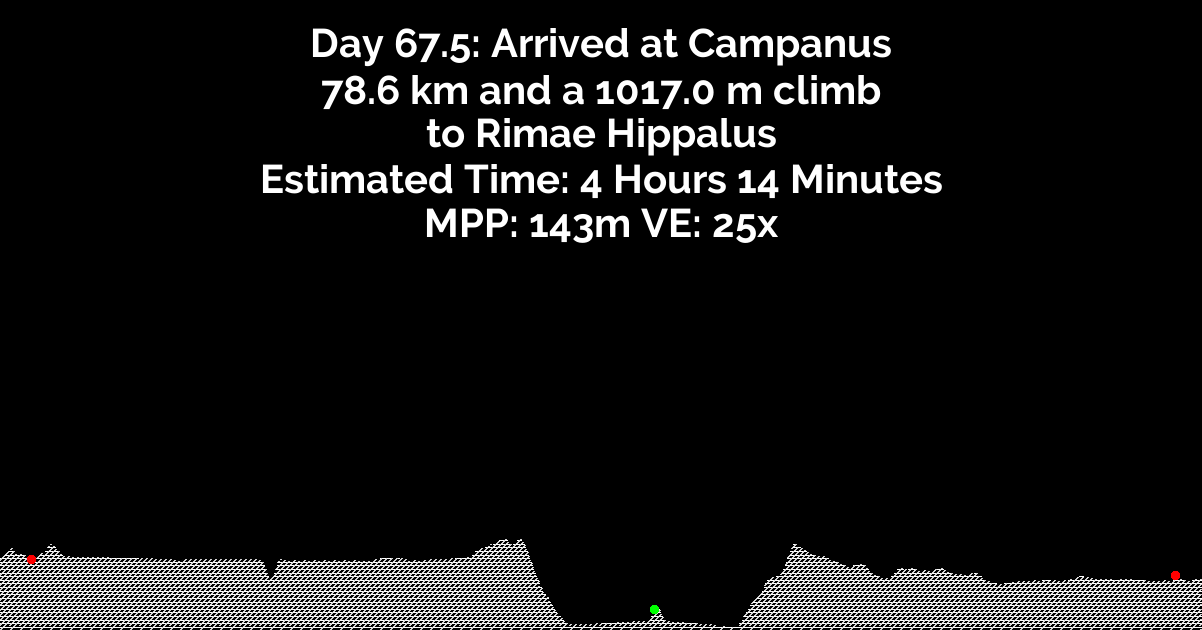 Day 67.5: Arrived at Campanus
78.6 km and a 1017.0 m climb
to Rimae Hippalus
Estimated Time: 4 Hours 14 Minutes
MPP: 143m VE: 25x